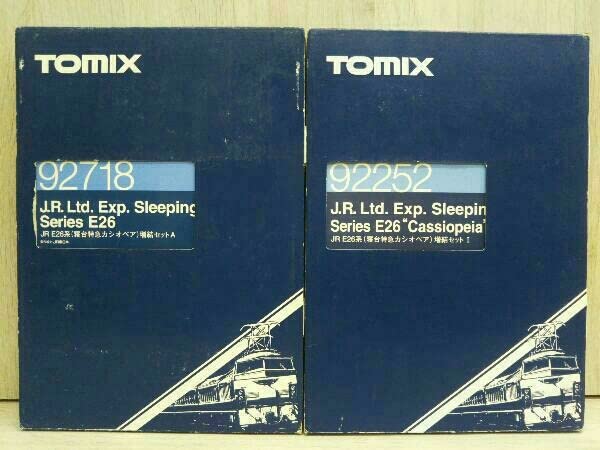 TOMIX
92718
J.R. Ltd. Exp. Sleeping
Series E26
JR E26系(寝台特急カシオペア)増結セットA
TOMIX
92252
J.R. Ltd. Exp. Sleepin
Series E26 "Cassiopeia"
JR E26系(寝台特急カシオペア)増結セットI